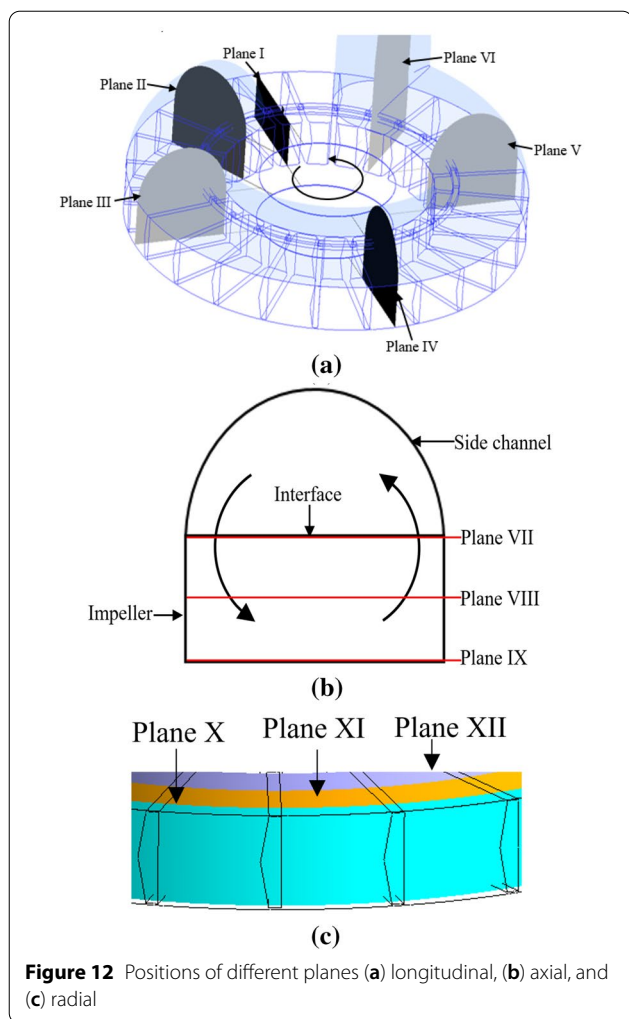 Plane I
Plane VI
Plane II
Plane V
Plane III
Plane IV
(a)
Side channel
Interface
Plane VII
Plane VIII
Impeller
Plane IX
(b)
Plane X Plane XI Plane XII
(c)
Figure 12 Positions of different planes (a) longitudinal, (b) axial, and
(c) radial